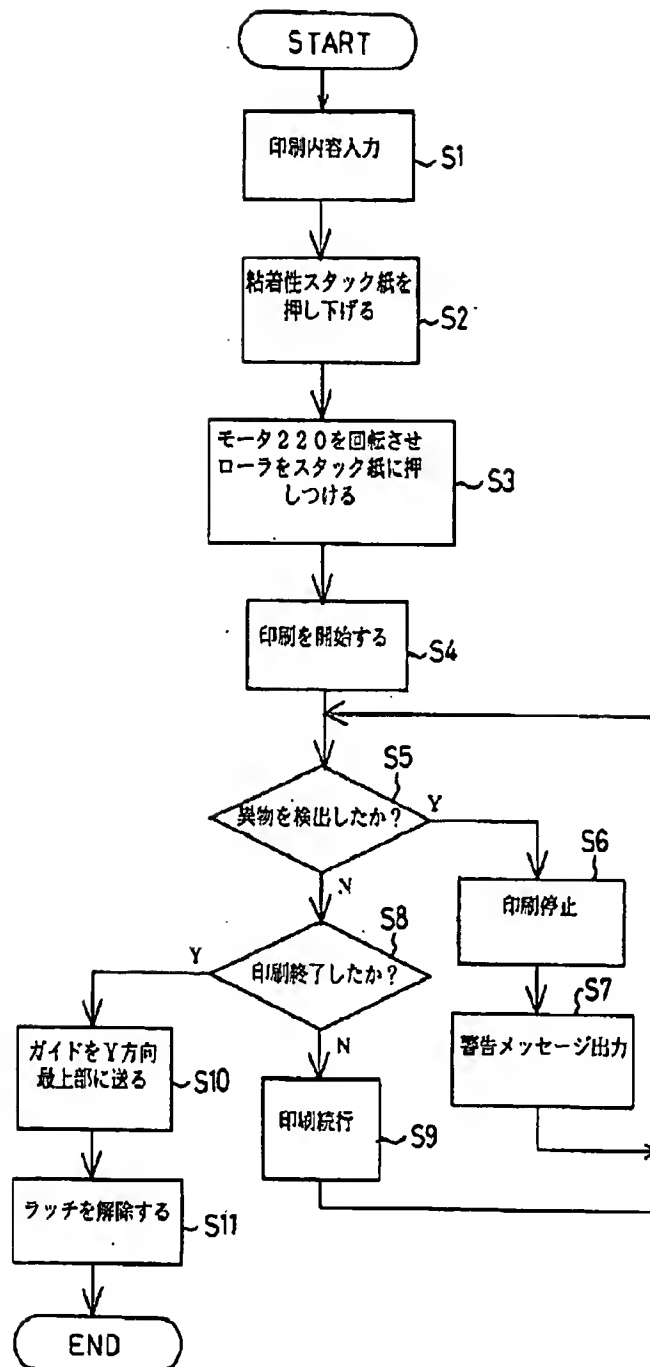 START
印刷内容入力
S1
粘着性スタック紙を
押し下げる
S2
モータ220を回転させ
ローラをスタック紙に押
しつける
S3
印刷を開始する
S4
S5
異物を検出したか?
Y
N
S6
印刷停止
S7
警告メッセージ出力
S8
印刷終了したか?
Y
N
印刷続行
S9
ガイドをY方向
最上部に送る
S10
ラッチを解除する
S11
END